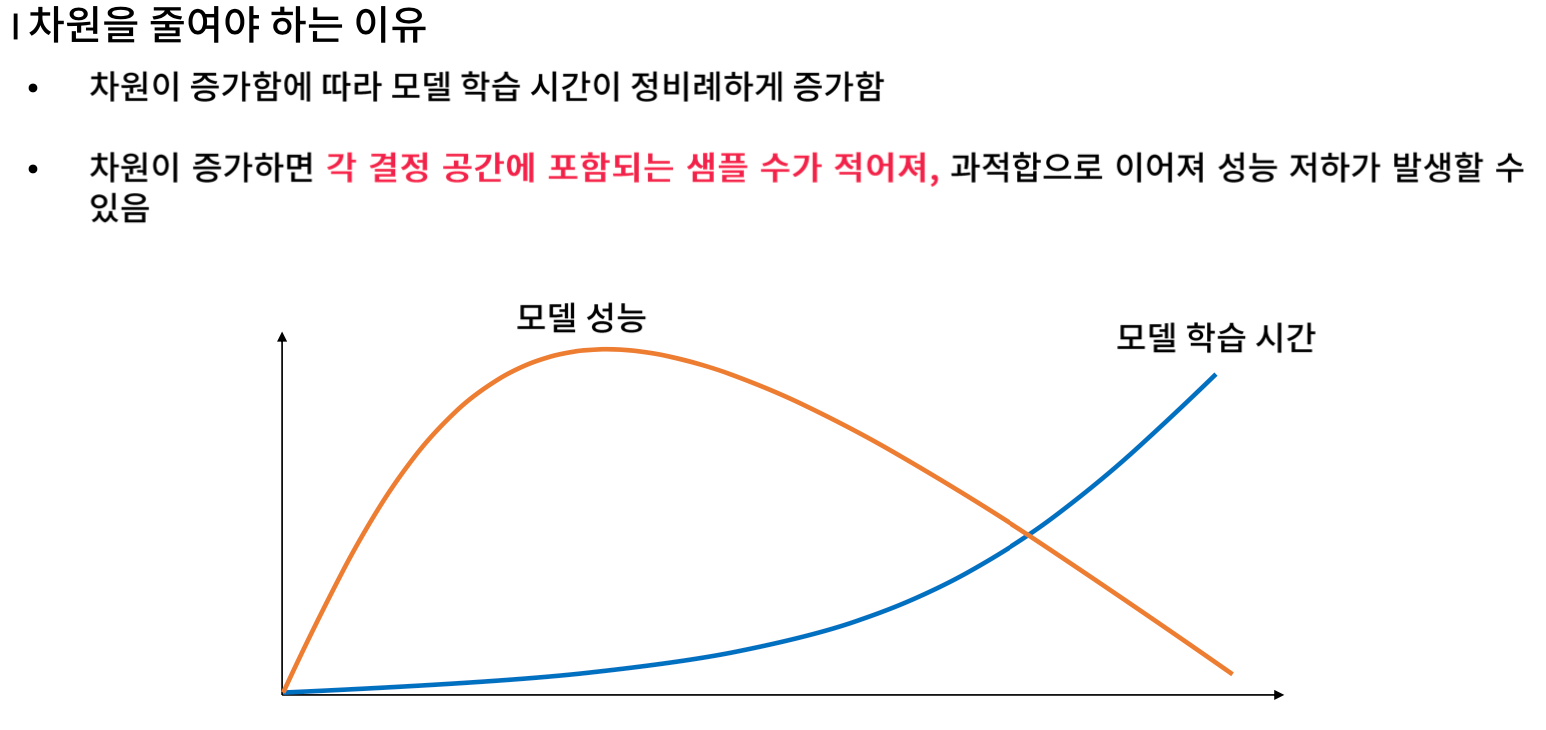 I 차원을 줄여야 하는 이유
• 차원이 증가함에 따라 모델 학습 시간이 정비례하게 증가함
• 차원이 증가하면 각 결정 공간에 포함되는 샘플 수가 적어져, 과적합으로 이어져 성능 저하가 발생할 수
있음
모델 성능
모델 학습 시간